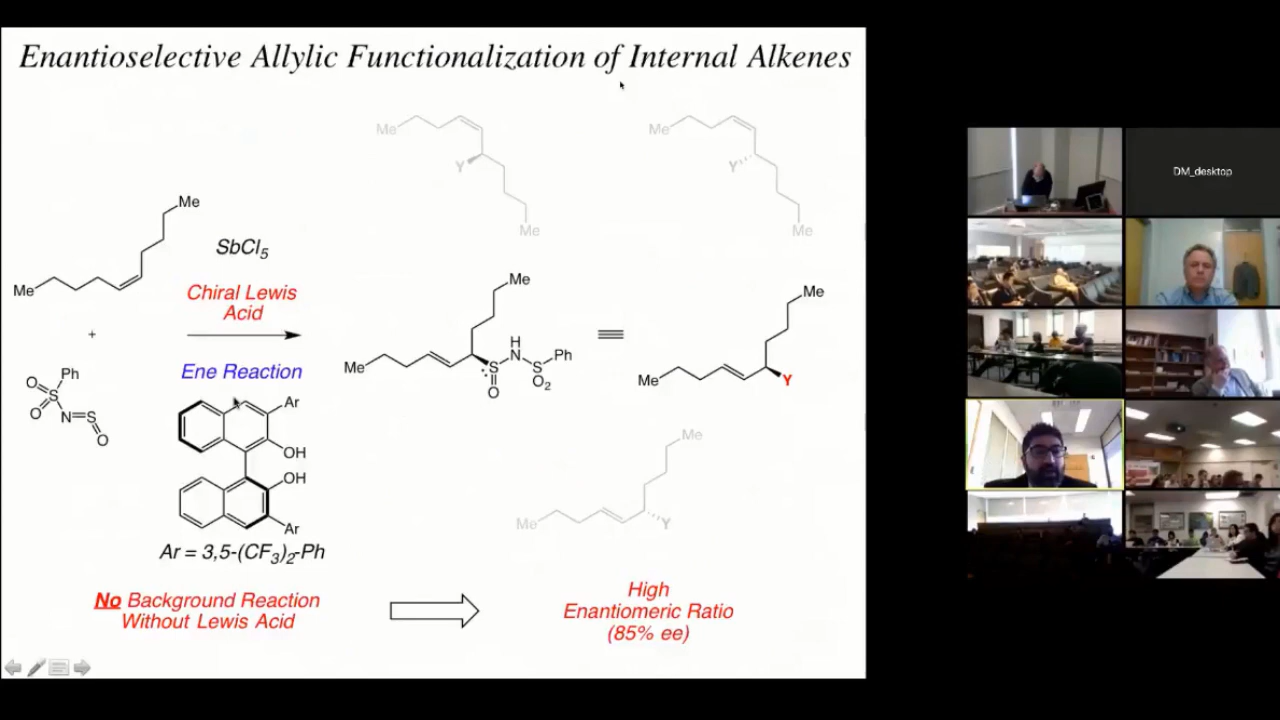 Enantioselective Allylic Functionalization of Internal Alkenes
Me
Y
Me
Me
Y
Me
Me
Me
+
Ph
O
S
O
N
S
O
SbCl5
Chiral Lewis
Acid
Ene Reaction
Ar
OH
OH
Ar
Ar = 3,5-(CF3)2-Ph
Me
Me
H
N
S
O
S
O2
Ph
Me
Me
Y
Me
Me
Y
No Background Reaction
Without Lewis Acid
High
Enantiomeric Ratio
(85% ee)
DM_desktop